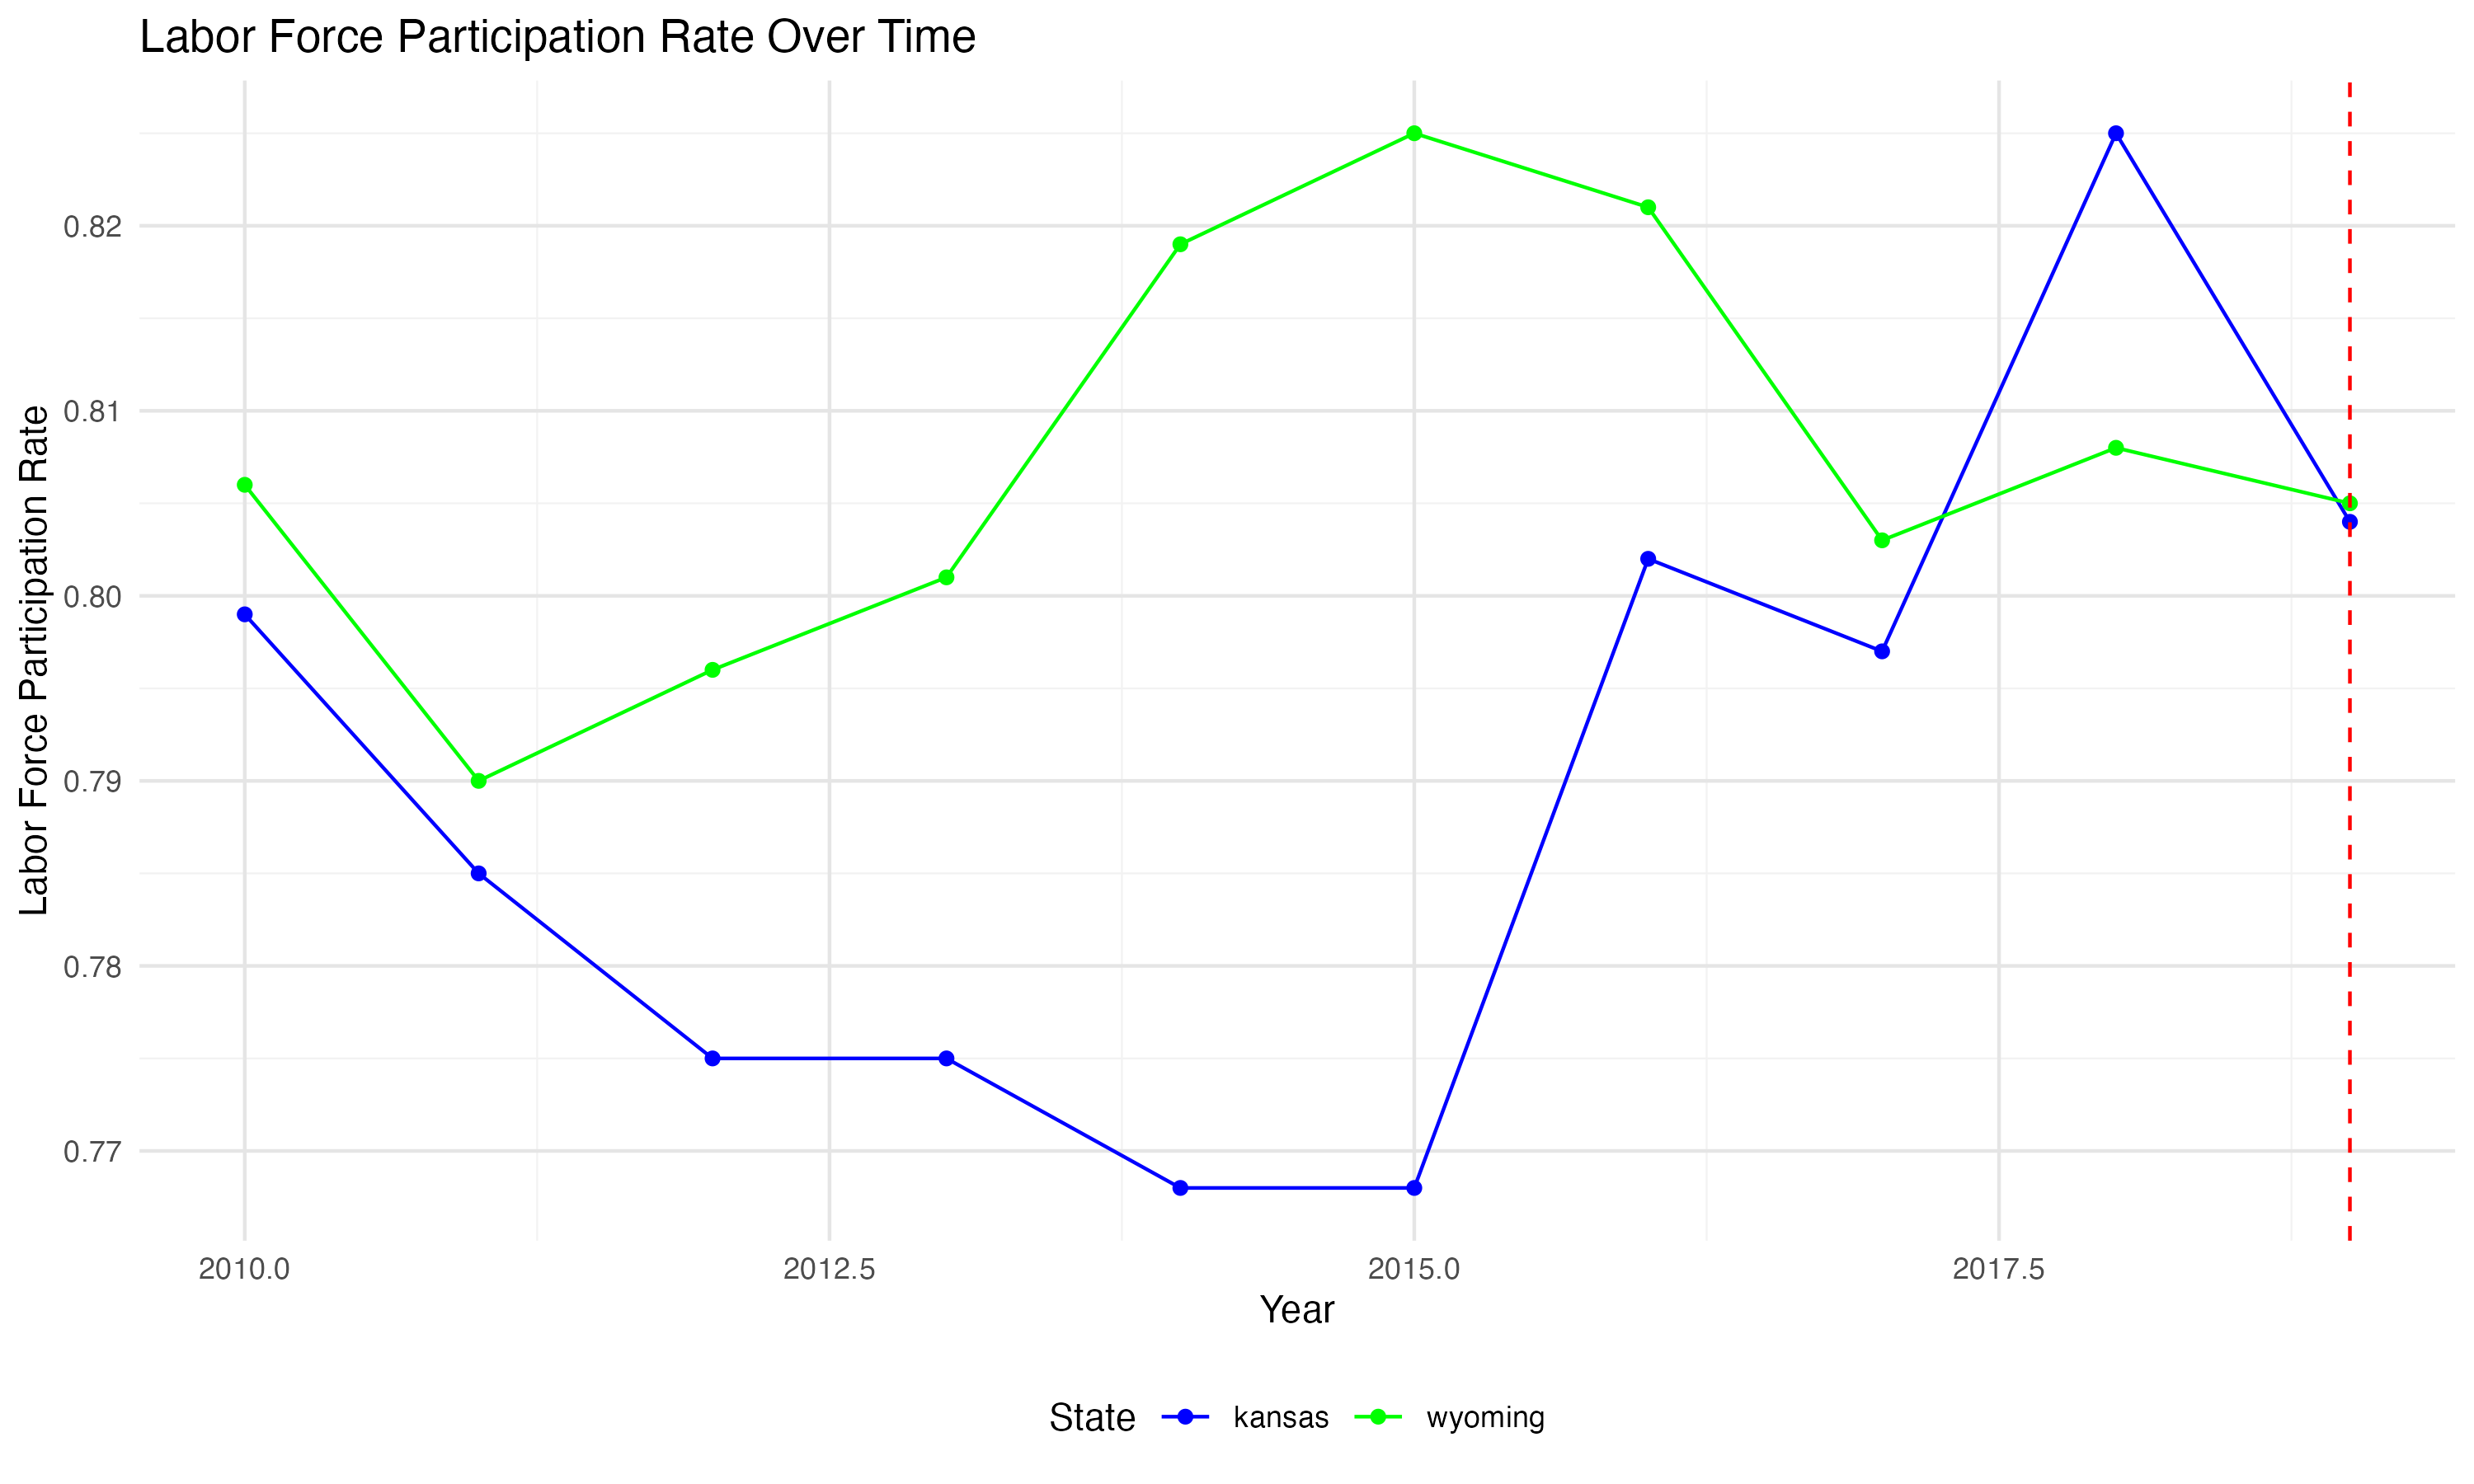 Labor Force Participation Rate Over Time
Labor Force Participation Rate
0.82
0.81
0.80
0.79
0.78
0.77
2010.0 2012.5 2015.0 2017.5
Year
State kansas wyoming